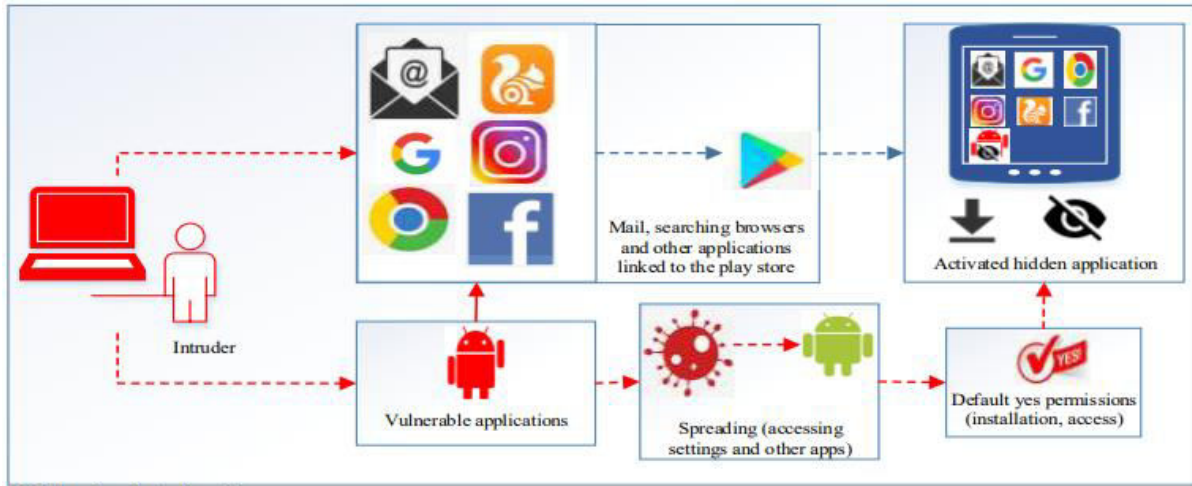 Mail, searching browsers
and other applications
linked to the play store
Activated hidden application
Intruder
Vulnerable applications
Spreading (accessing
settings and other apps)
YES!
Default yes permissions
(installation, access)